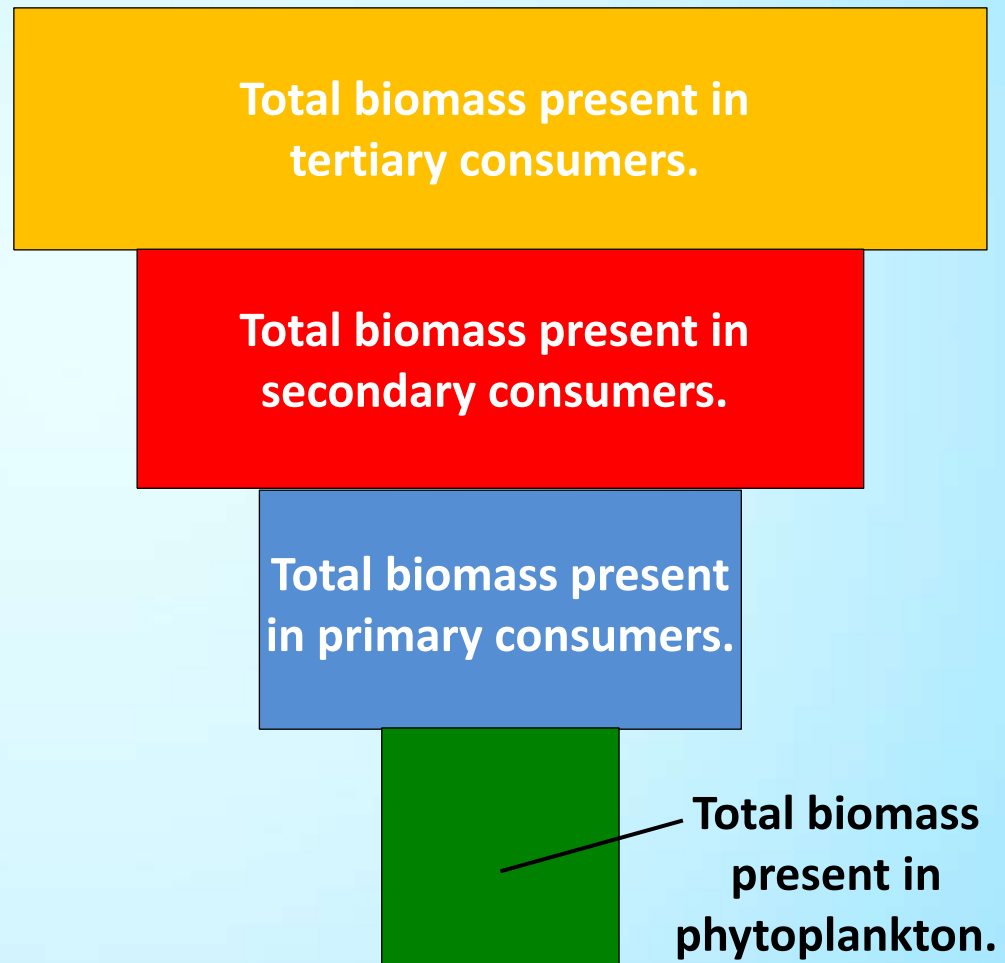 Total biomass present in
tertiary consumers.
Total biomass present in
secondary consumers.
Total biomass present
in primary consumers.
Total biomass
present in
phytoplankton.